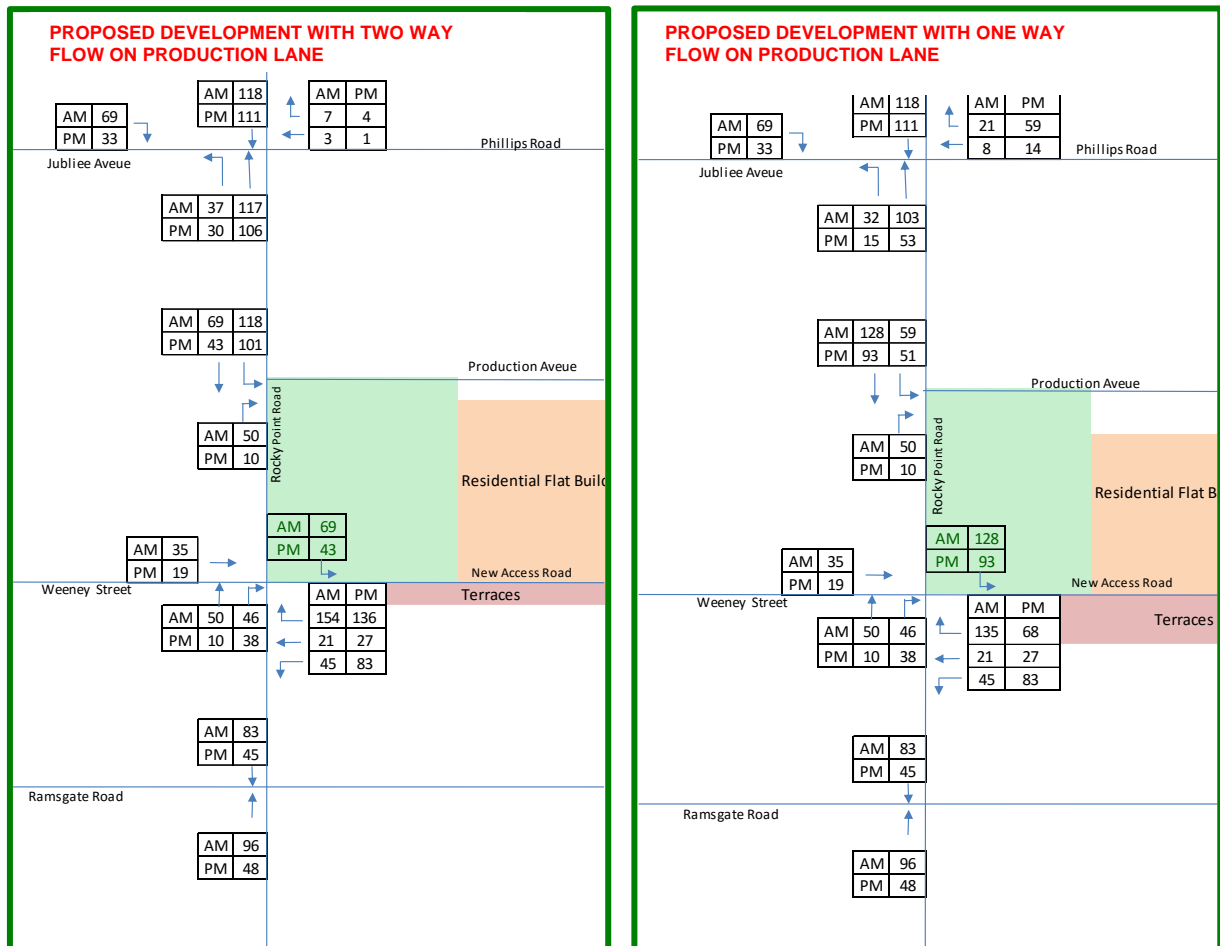 PROPOSED DEVELOPMENT WITH TWO WAY
FLOW ON PRODUCTION LANE
AM 118
PM 111
AM PM
7 4
3 1
AM 69
PM 33
Phillips Road
Jubliee Aveue
AM 37 117
PM 30 106
AM 69 118
PM 43 101
Production Aveue
Rocky Point Road
AM 50
PM 10
Residential Flat Buil
AM 69
PM 43
AM 35
PM 19
New Access Road
Weeney Street
Terraces
AM 50 46
PM 10 38
AM PM
154 136
21 27
45 83
AM 83
PM 45
Ramsgate Road
AM 96
PM 48
PROPOSED DEVELOPMENT WITH ONE WAY
FLOW ON PRODUCTION LANE
AM 118
PM 111
AM PM
21 59
8 14
AM 69
PM 33
Phillips Road
Jubliee Aveue
AM 32 103
PM 15 53
AM 128 59
PM 93 51
Production Aveue
Rocky Point Road
AM 50
PM 10
Residential Flat B
AM 128
PM 93
AM 35
PM 19
New Access Road
Weeney Street
Terraces
AM 50 46
PM 10 38
AM PM
135 68
21 27
45 83
AM 83
PM 45
Ramsgate Road
AM 96
PM 48